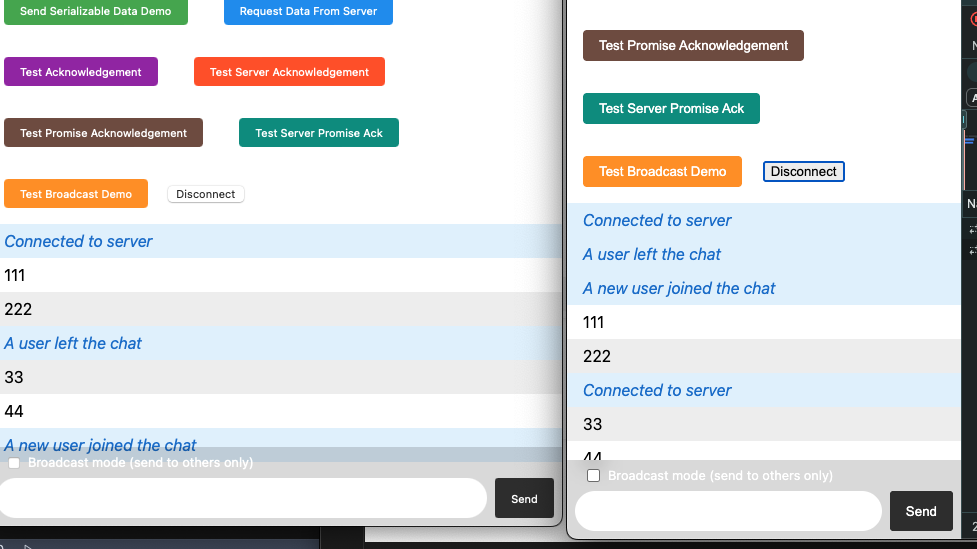 Send Serializable Data Demo
Request Data From Server
Test Acknowledgement
Test Server Acknowledgement
Test Promise Acknowledgement
Test Server Promise Ack
Test Broadcast Demo
Disconnect
Connected to server
111
222
A user left the chat
33
44
A new user joined the chat
Broadcast mode (send to others only)
Send
Test Promise Acknowledgement
Test Server Promise Ack
Test Broadcast Demo
Disconnect
Connected to server
A user left the chat
A new user joined the chat
111
222
Connected to server
33
44
Broadcast mode (send to others only)
Send